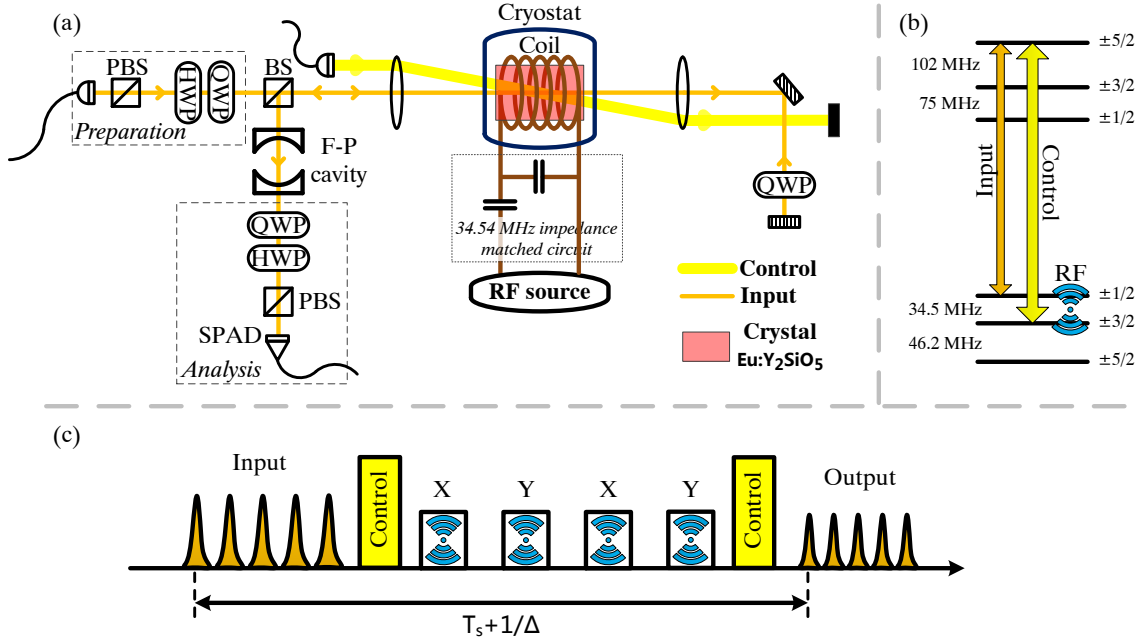 (a)
Cryostat
Coil
PBS
HWP
QWP
BS
Preparation
F-P
cavity
QWP
HWP
PBS
SPAD
Analysis
34.54 MHz impedance
matched circuit
RF source
QWP
Control
Input
Crystal
Eu:Y₂SiO₅
(b)
±5/2
102 MHz
±3/2
75 MHz
±1/2
Input
Control
RF
±1/2
34.5 MHz
±3/2
46.2 MHz
±5/2
(c)
Input
Control
X
Y
X
Y
Control
Output
Tₛ+1/Δ